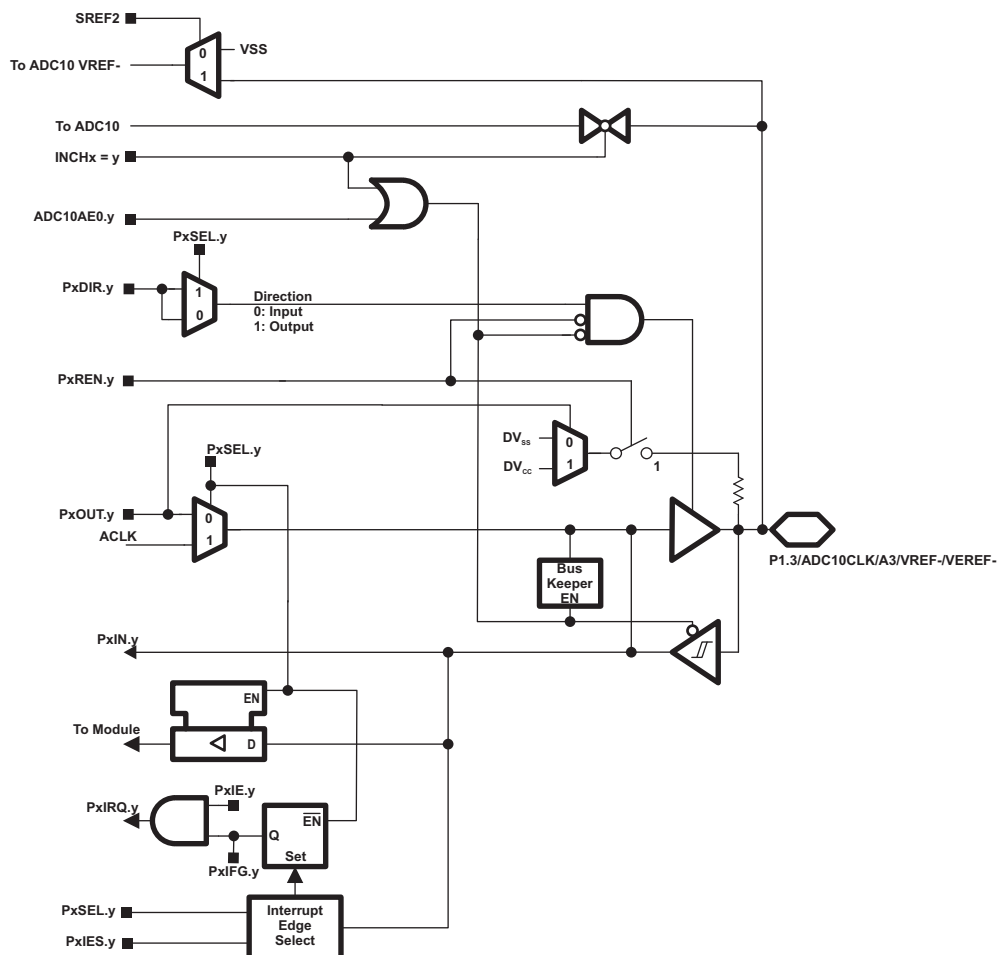 SREF2
VSS
0
To ADC10 VREF-
1
To ADC10
INCHx = y
ADC10AE0.y
PxSEL.y
PxDIR.y
1
0
Direction
0: Input
1: Output
PxREN.y
DVSS
0
DVCC
1
1
PxSEL.y
PxOUT.y
0
ACLK
1
P1.3/ADC10CLK/A3/VREF-/VEREF-
Bus
Keeper
EN
PxIN.y
EN
To Module
D
PxIE.y
PxIRQ.y
EN
Q
Set
PxIFG.y
PxSEL.y
Interrupt
Edge
Select
PxIES.y